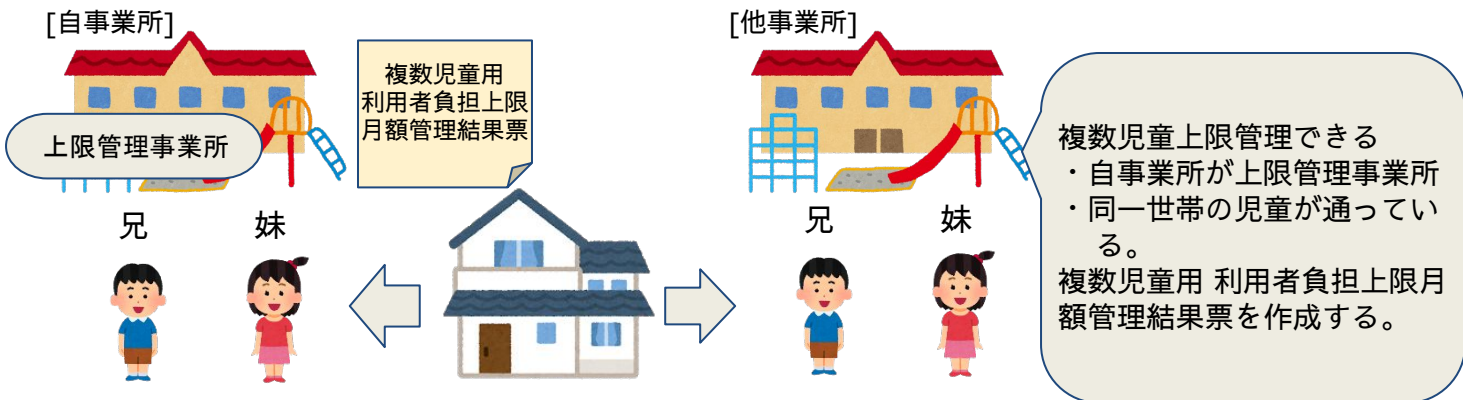 [自事業所]
上限管理事業所
複数児童用
利用者負担上限
月額管理結果票
兄
妹
[他事業所]
兄
妹
複数児童上限管理できる
・自事業所が上限管理事業所
・同一世帯の児童が通ってい
る。
複数児童用 利用者負担上限月
額管理結果票を作成する。